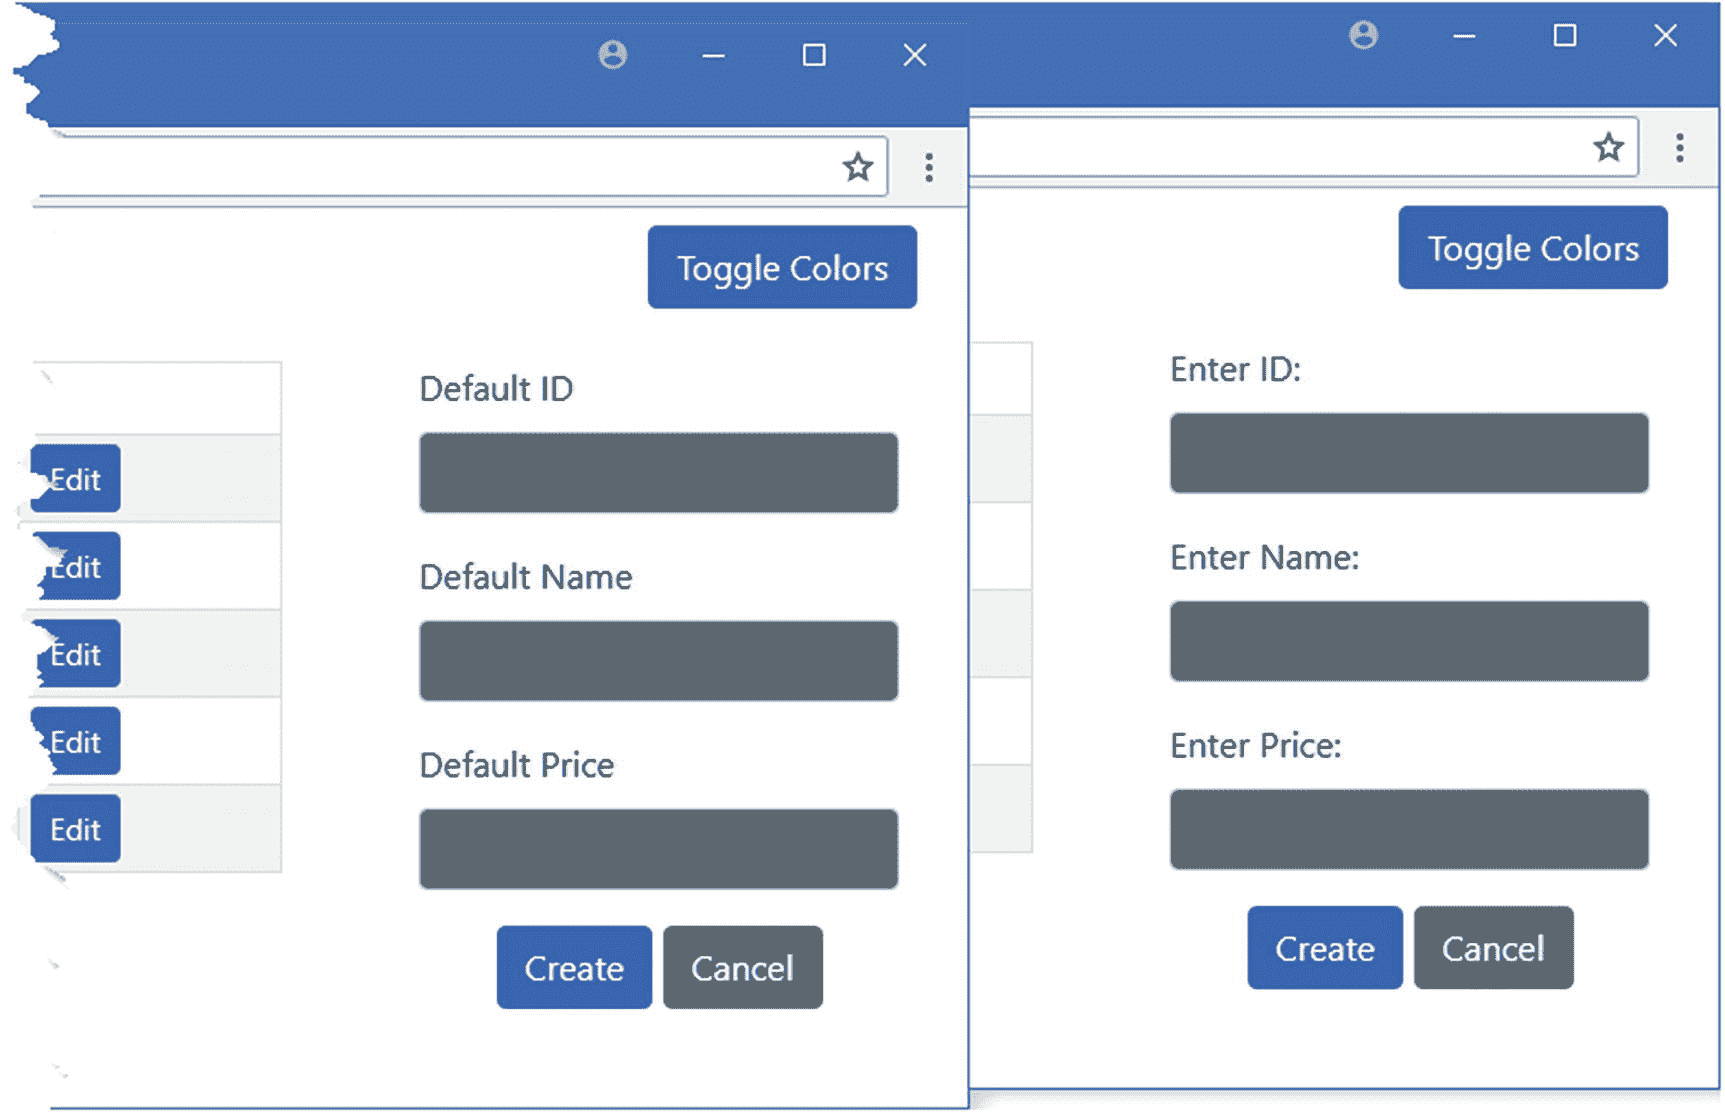 Toggle Colors
Default ID
Edit
Edit
Default Name
Edit
Edit
Default Price
Edit
Create Cancel
Toggle Colors
Enter ID:
Enter Name:
Enter Price:
Create Cancel